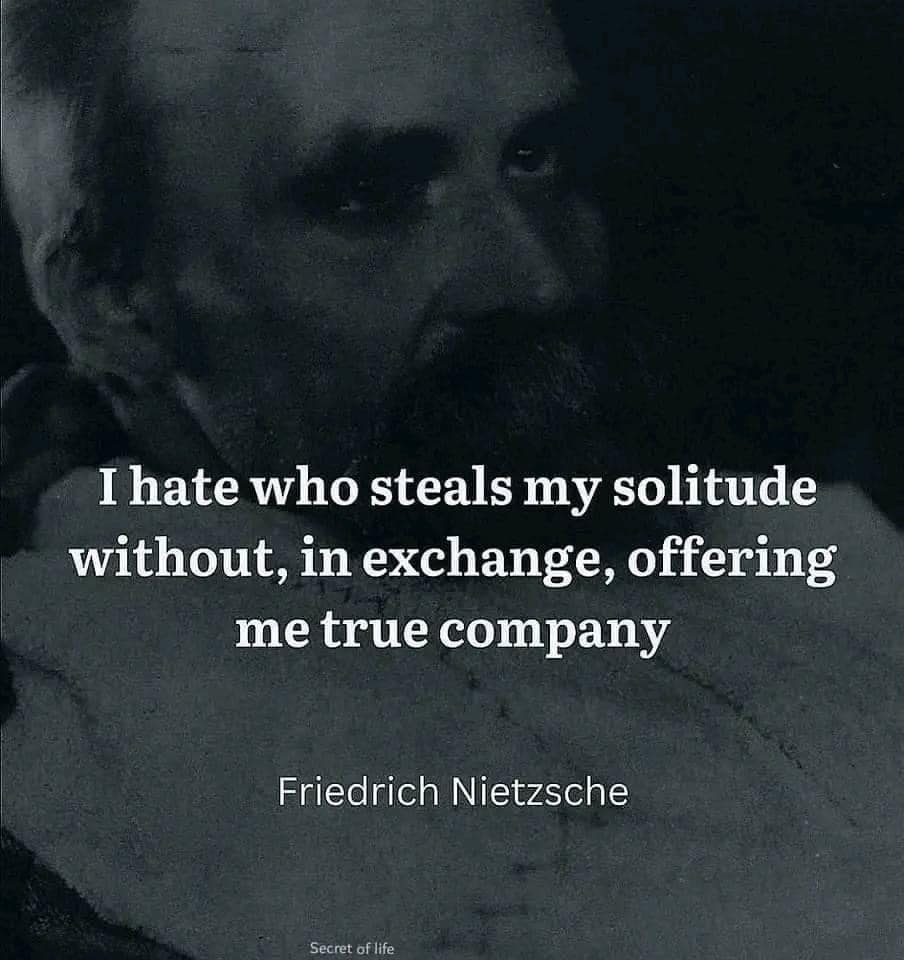 I hate who steals my solitude
without, in exchange, offering
me true company
Friedrich Nietzsche
Secret of life